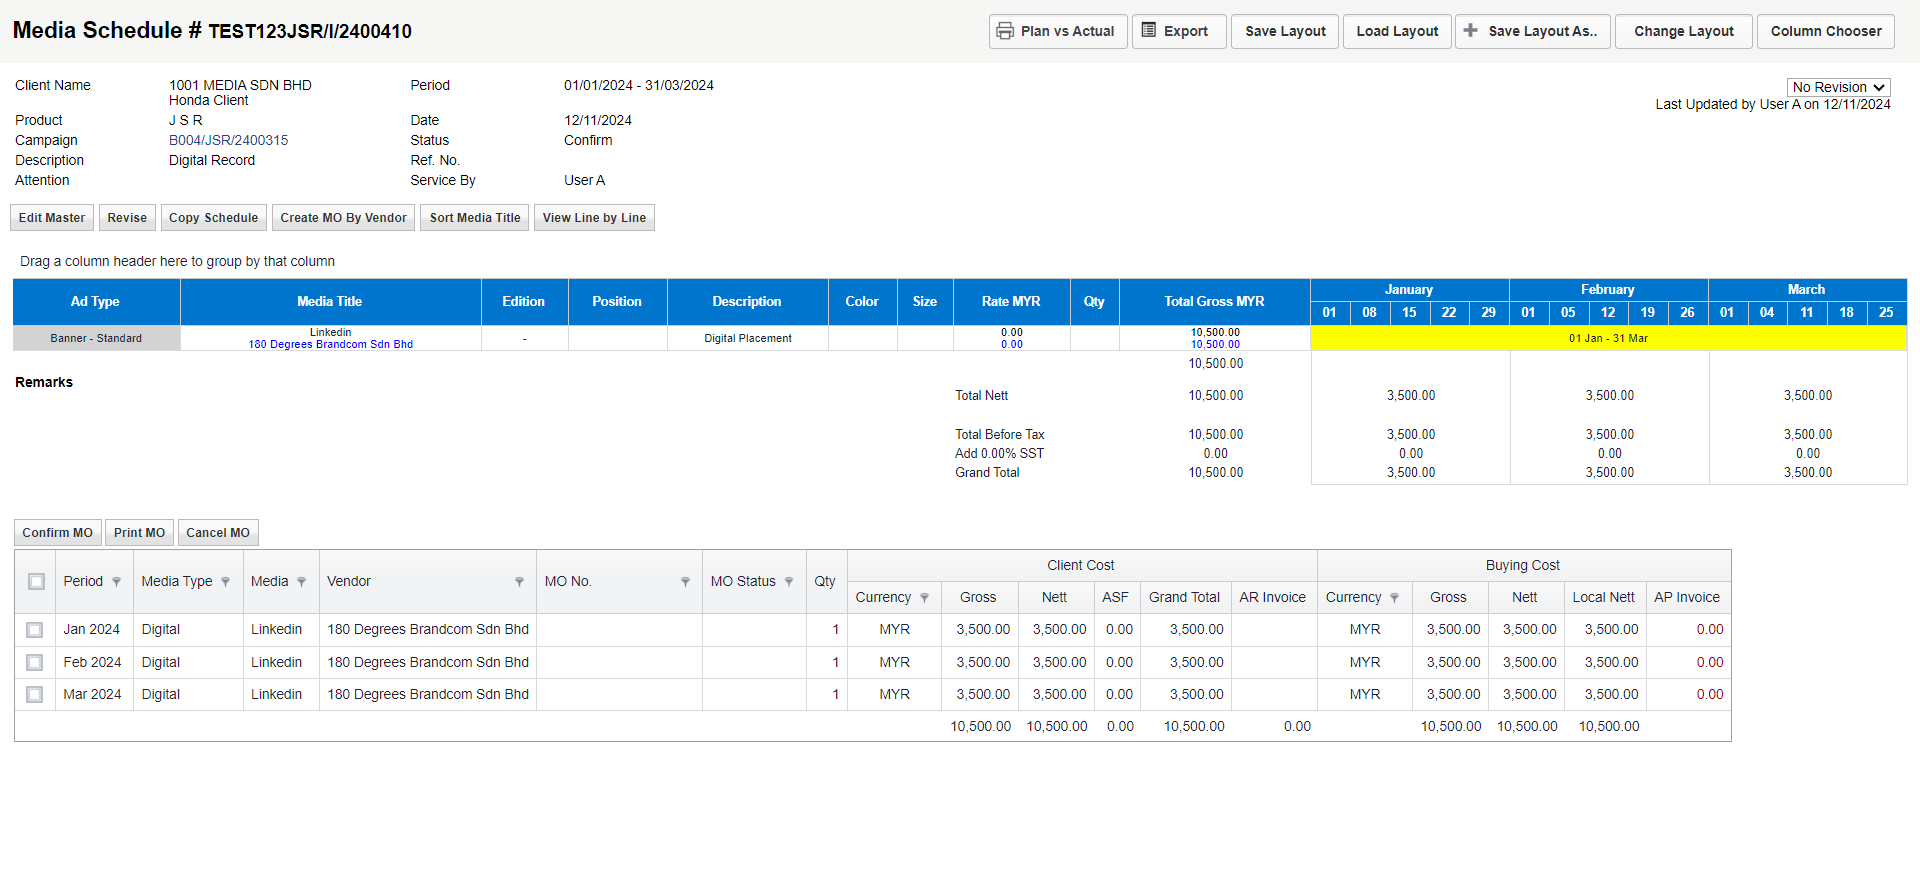 Media Schedule # TEST123JSR/I/2400410
Plan vs Actual
Export
Save Layout
Load Layout
Save Layout As..
Change Layout
Column Chooser
Client Name 1001 MEDIA SDN BHD Period 01/01/2024 - 31/03/2024 No Revision
Honda Client
Last Updated by User A on 12/11/2024
Product J S R Date 12/11/2024
Campaign B004/JSR/2400315 Status Confirm
Description Digital Record Ref. No.
Attention Service By User A
Edit Master Revise Copy Schedule Create MO By Vendor Sort Media Title View Line by Line
Drag a column header here to group by that column
Ad Type Media Title Edition Position Description Color Size Rate MYR Qty Total Gross MYR January February March
01 08 15 22 29 01 05 12 19 26 01 04 11 18 25
Banner - Standard Linkedin - Digital Placement 0.00 10,500.00 01 Jan - 31 Mar
180 Degrees Brandcom Sdn Bhd 0.00 10,500.00
10,500.00
Remarks
Total Nett 10,500.00 3,500.00 3,500.00 3,500.00
Total Before Tax 10,500.00 3,500.00 3,500.00 3,500.00
Add 0.00% SST 0.00 0.00 0.00 0.00
Grand Total 10,500.00 3,500.00 3,500.00 3,500.00
Confirm MO Print MO Cancel MO
Client Cost Buying Cost
Period Media Type Media Vendor MO No. MO Status Qty
Currency Gross Nett ASF Grand Total AR Invoice Currency Gross Nett Local Nett AP Invoice
Jan 2024 Digital Linkedin 180 Degrees Brandcom Sdn Bhd 1 MYR 3,500.00 3,500.00 0.00 3,500.00 MYR 3,500.00 3,500.00 3,500.00 0.00
Feb 2024 Digital Linkedin 180 Degrees Brandcom Sdn Bhd 1 MYR 3,500.00 3,500.00 0.00 3,500.00 MYR 3,500.00 3,500.00 3,500.00 0.00
Mar 2024 Digital Linkedin 180 Degrees Brandcom Sdn Bhd 1 MYR 3,500.00 3,500.00 0.00 3,500.00 MYR 3,500.00 3,500.00 3,500.00 0.00
10,500.00 10,500.00 0.00 10,500.00 0.00 10,500.00 10,500.00 10,500.00